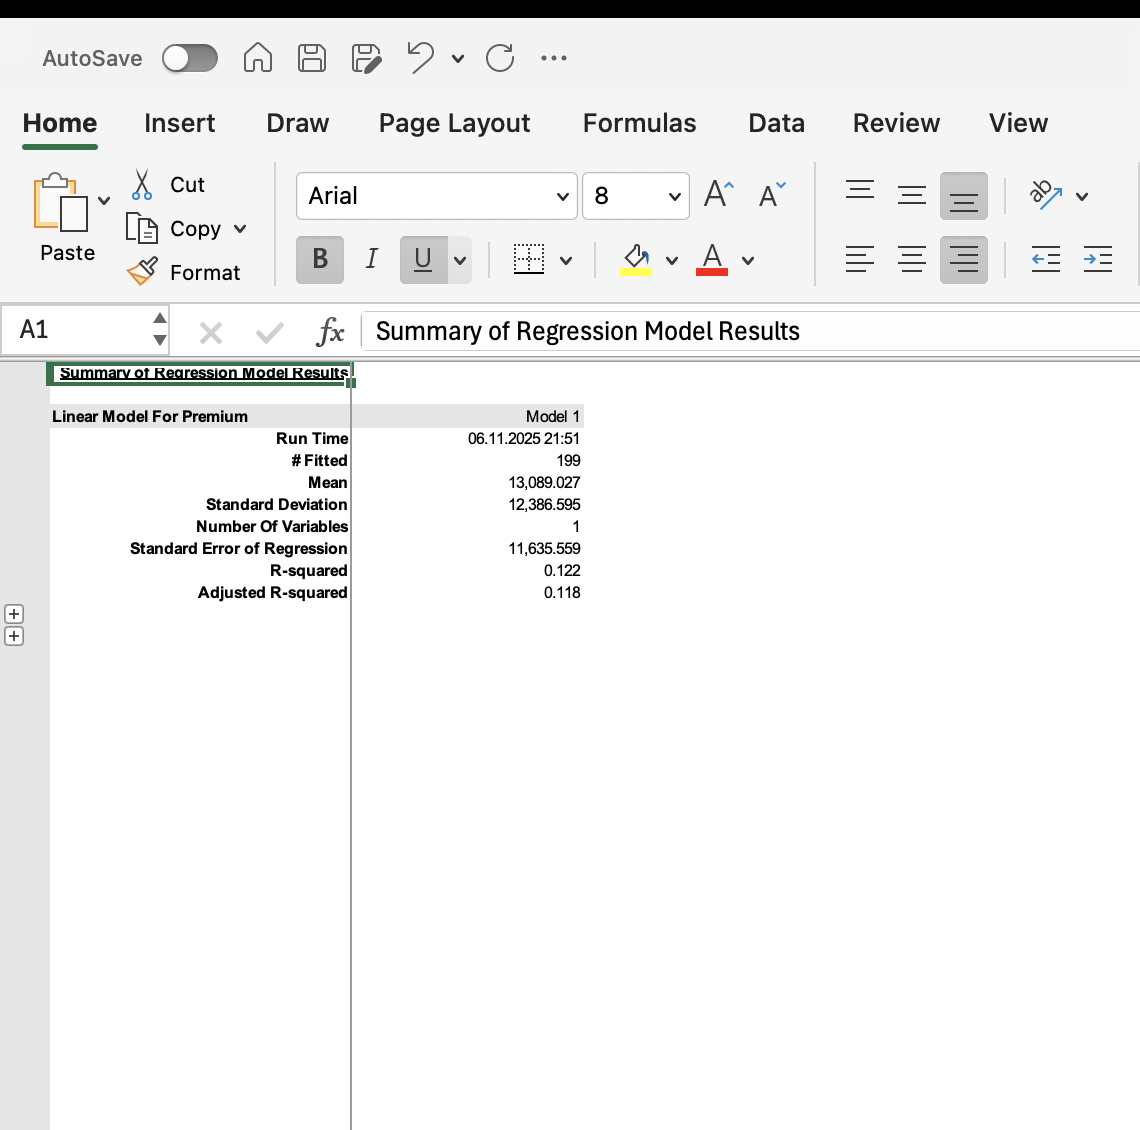 AutoSave
Home Insert Draw Page Layout Formulas Data Review View
Paste
Cut
Copy
Format
Arial 8 A A
B I U A
ab
A1 fx Summary of Regression Model Results
Summary of Regression Model Results
Linear Model For Premium Model 1
Run Time 06.11.2025 21:51
# Fitted 199
Mean 13,089.027
Standard Deviation 12,386.595
Number Of Variables 1
Standard Error of Regression 11,635.559
R-squared 0.122
Adjusted R-squared 0.118